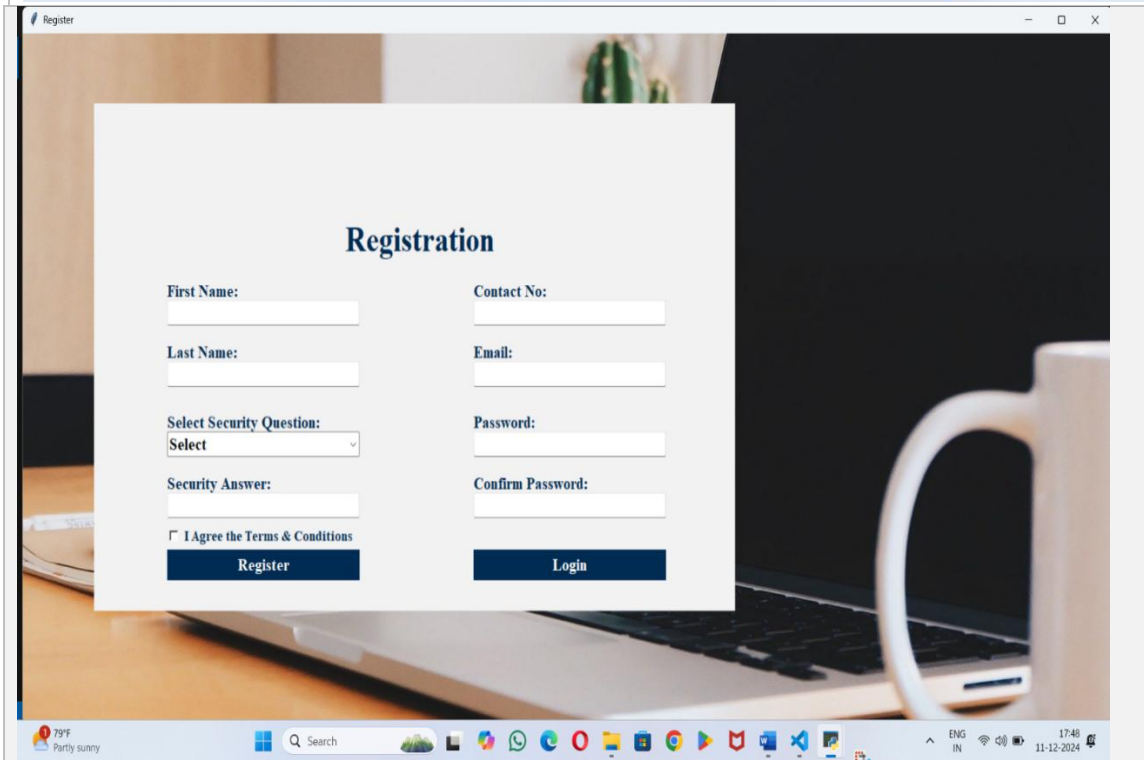 Register
Registration
First Name:
Contact No:
Last Name:
Email:
Select Security Question:
Password:
Select
Security Answer:
Confirm Password:
I Agree the Terms & Conditions
Register
Login
79°F
Partly sunny
1
Search
ENG
IN
17:48
11-12-2024